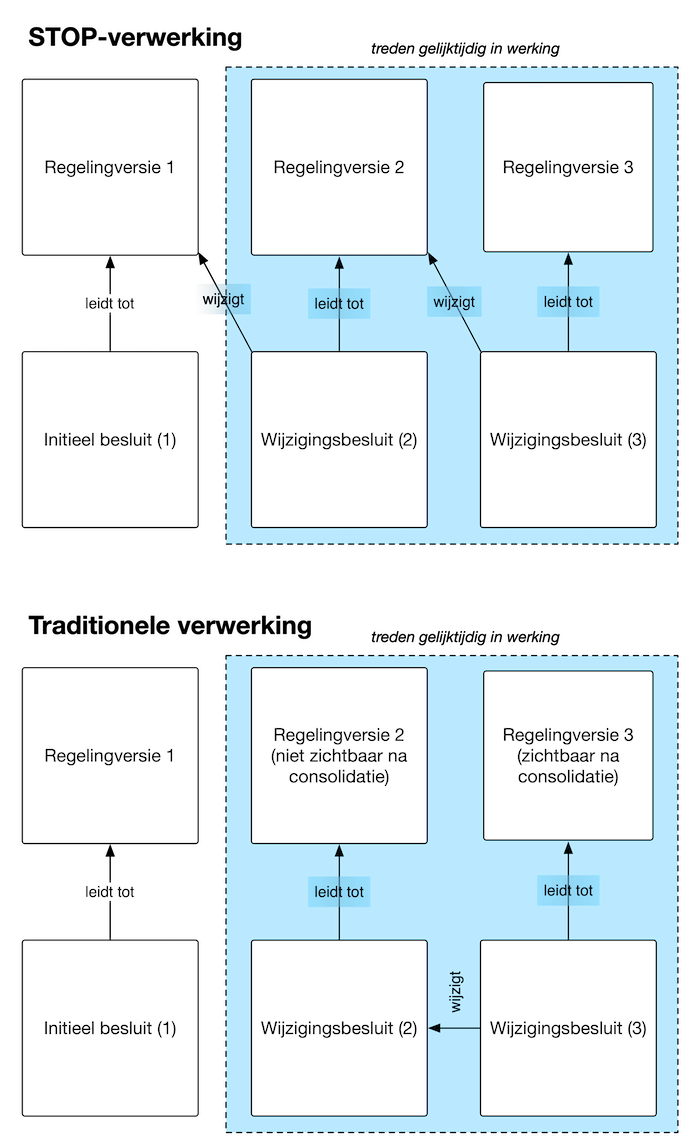 STOP-verwerking
treden gelijktijdig in werking
Regelingversie 1
Regelingversie 2
Regelingversie 3
leidt tot
wijzigt
leidt tot
wijzigt
leidt tot
Initieel besluit (1)
Wijzigingsbesluit (2)
Wijzigingsbesluit (3)
Traditionele verwerking
treden gelijktijdig in werking
Regelingversie 1
Regelingversie 2
(niet zichtbaar na
consolidatie)
Regelingversie 3
(zichtbaar na
consolidatie)
leidt tot
leidt tot
leidt tot
wijzigt
Initieel besluit (1)
Wijzigingsbesluit (2)
Wijzigingsbesluit (3)